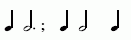 ♩ 𝅗𝅥. ; ♩ 𝅗𝅥 ♩